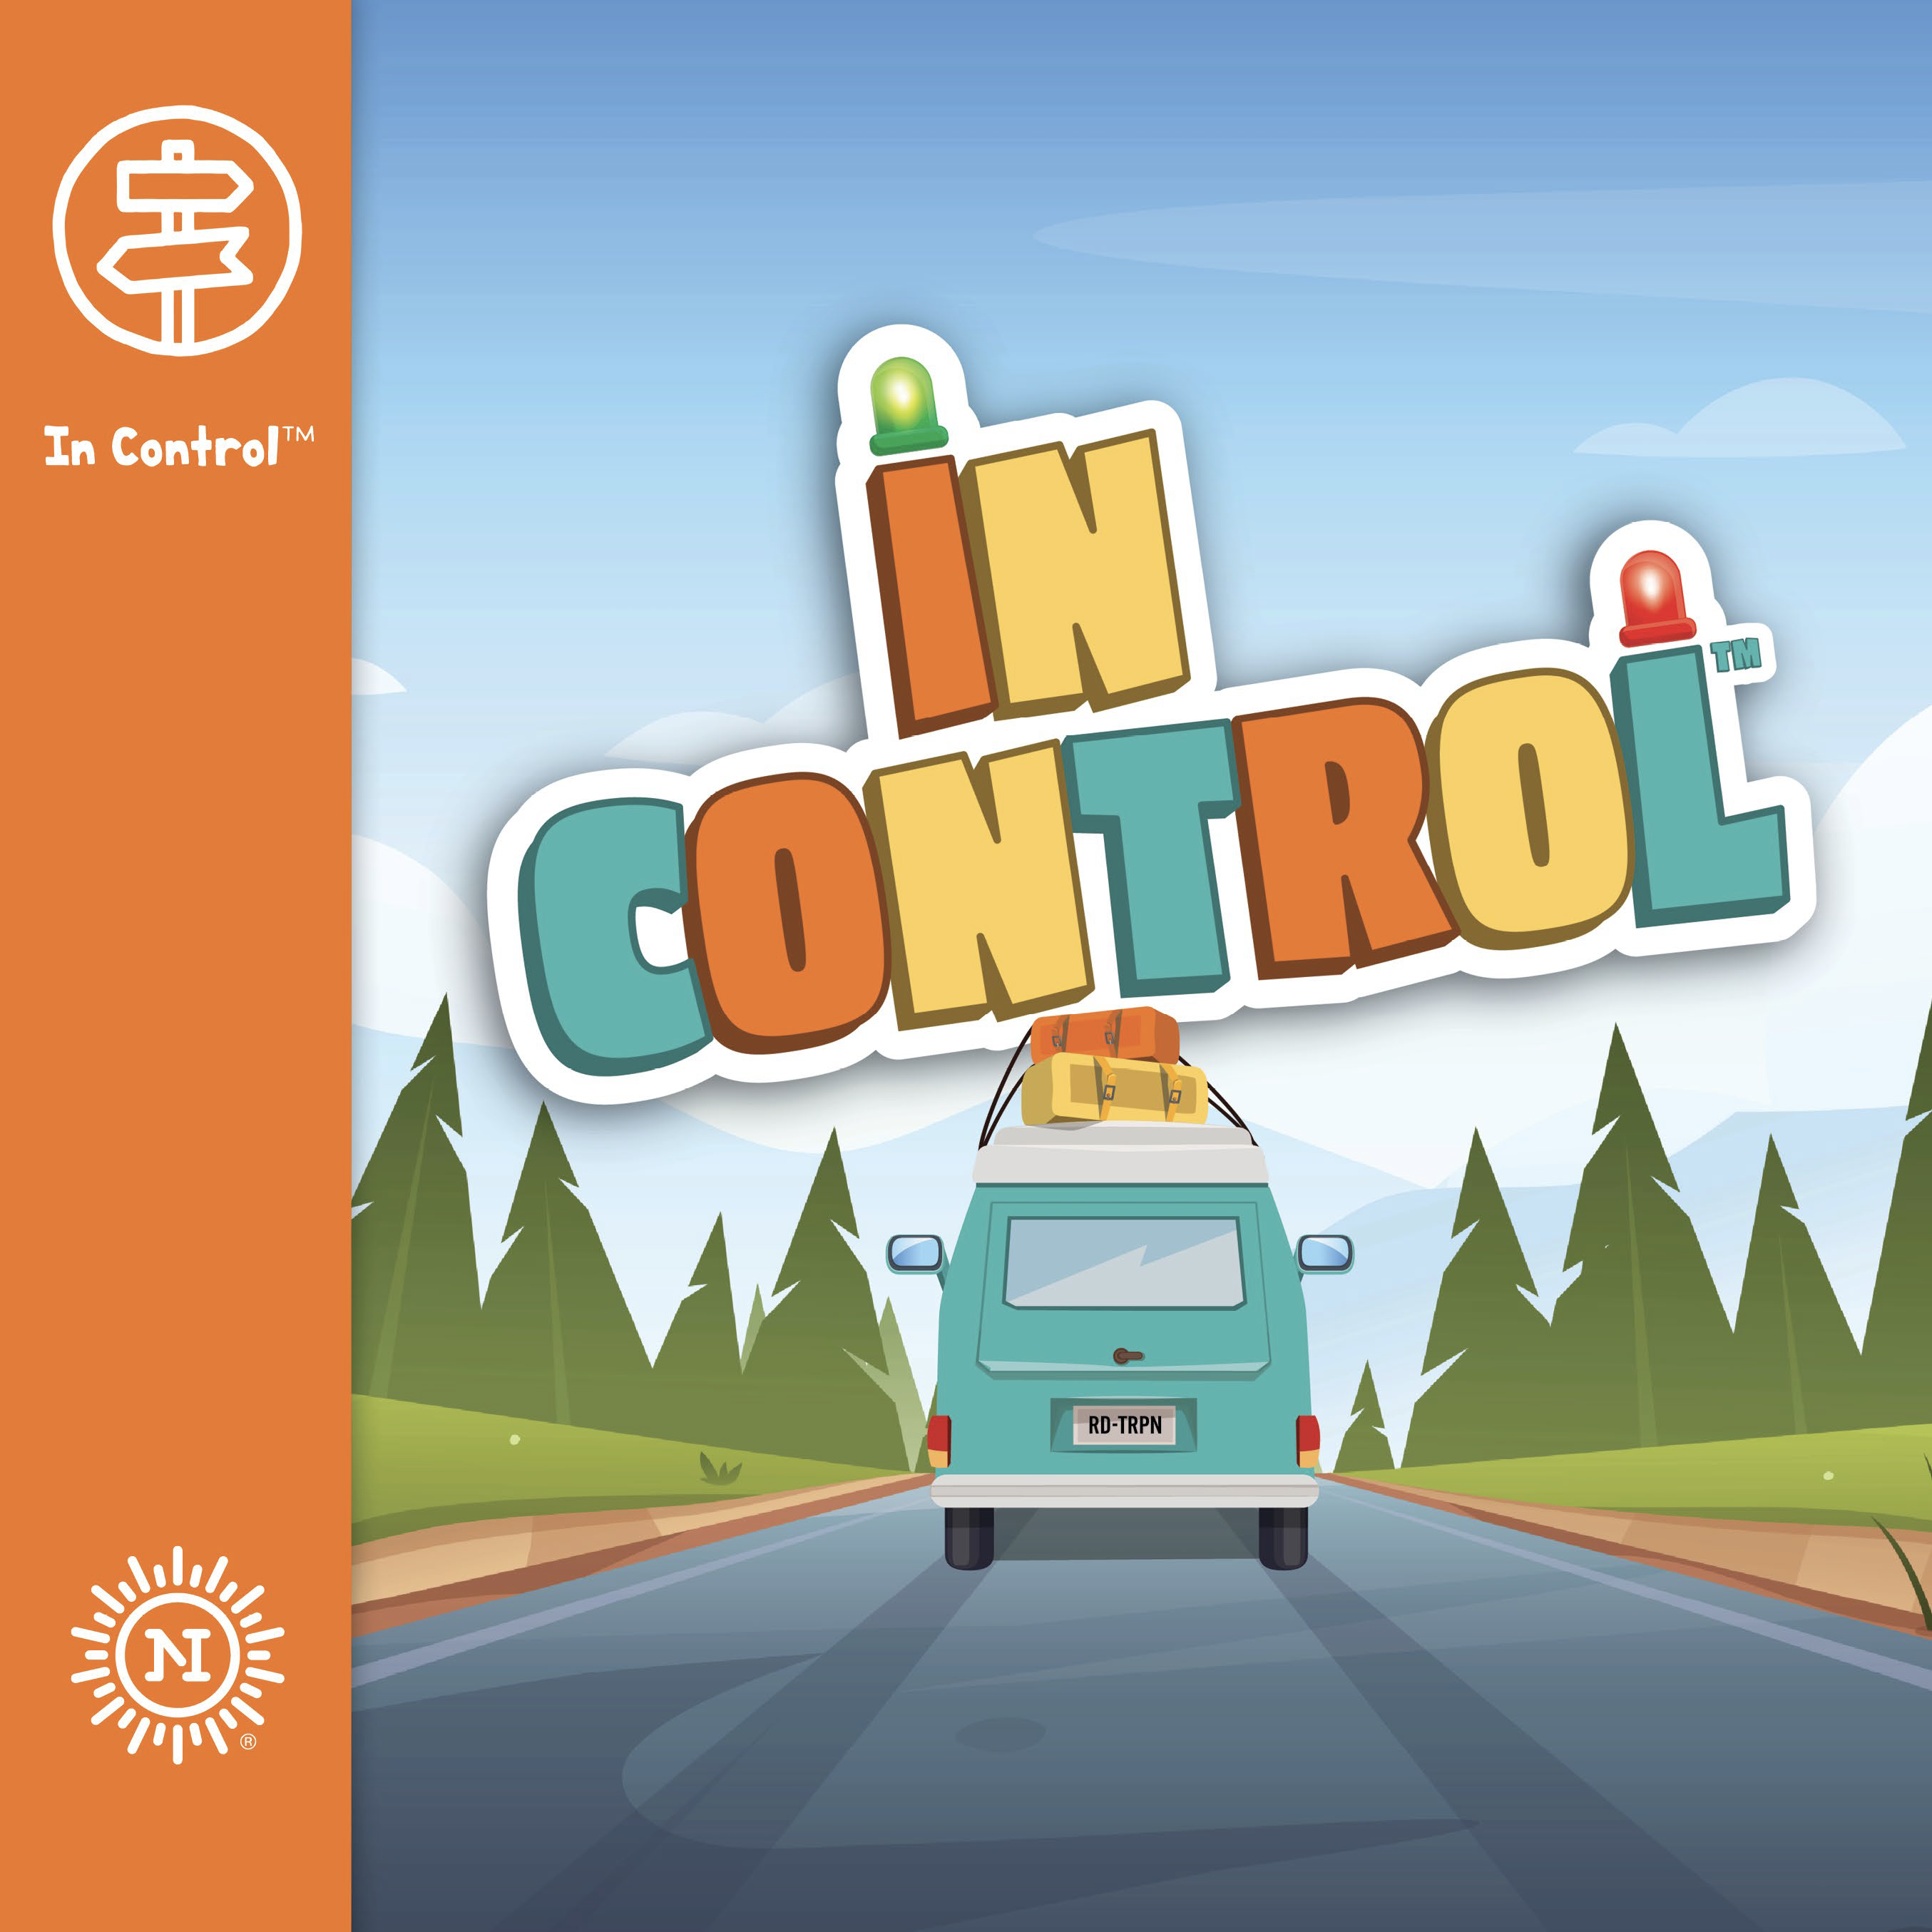 In Control™
N
®
IN
CONTROL™
RD-TRPN